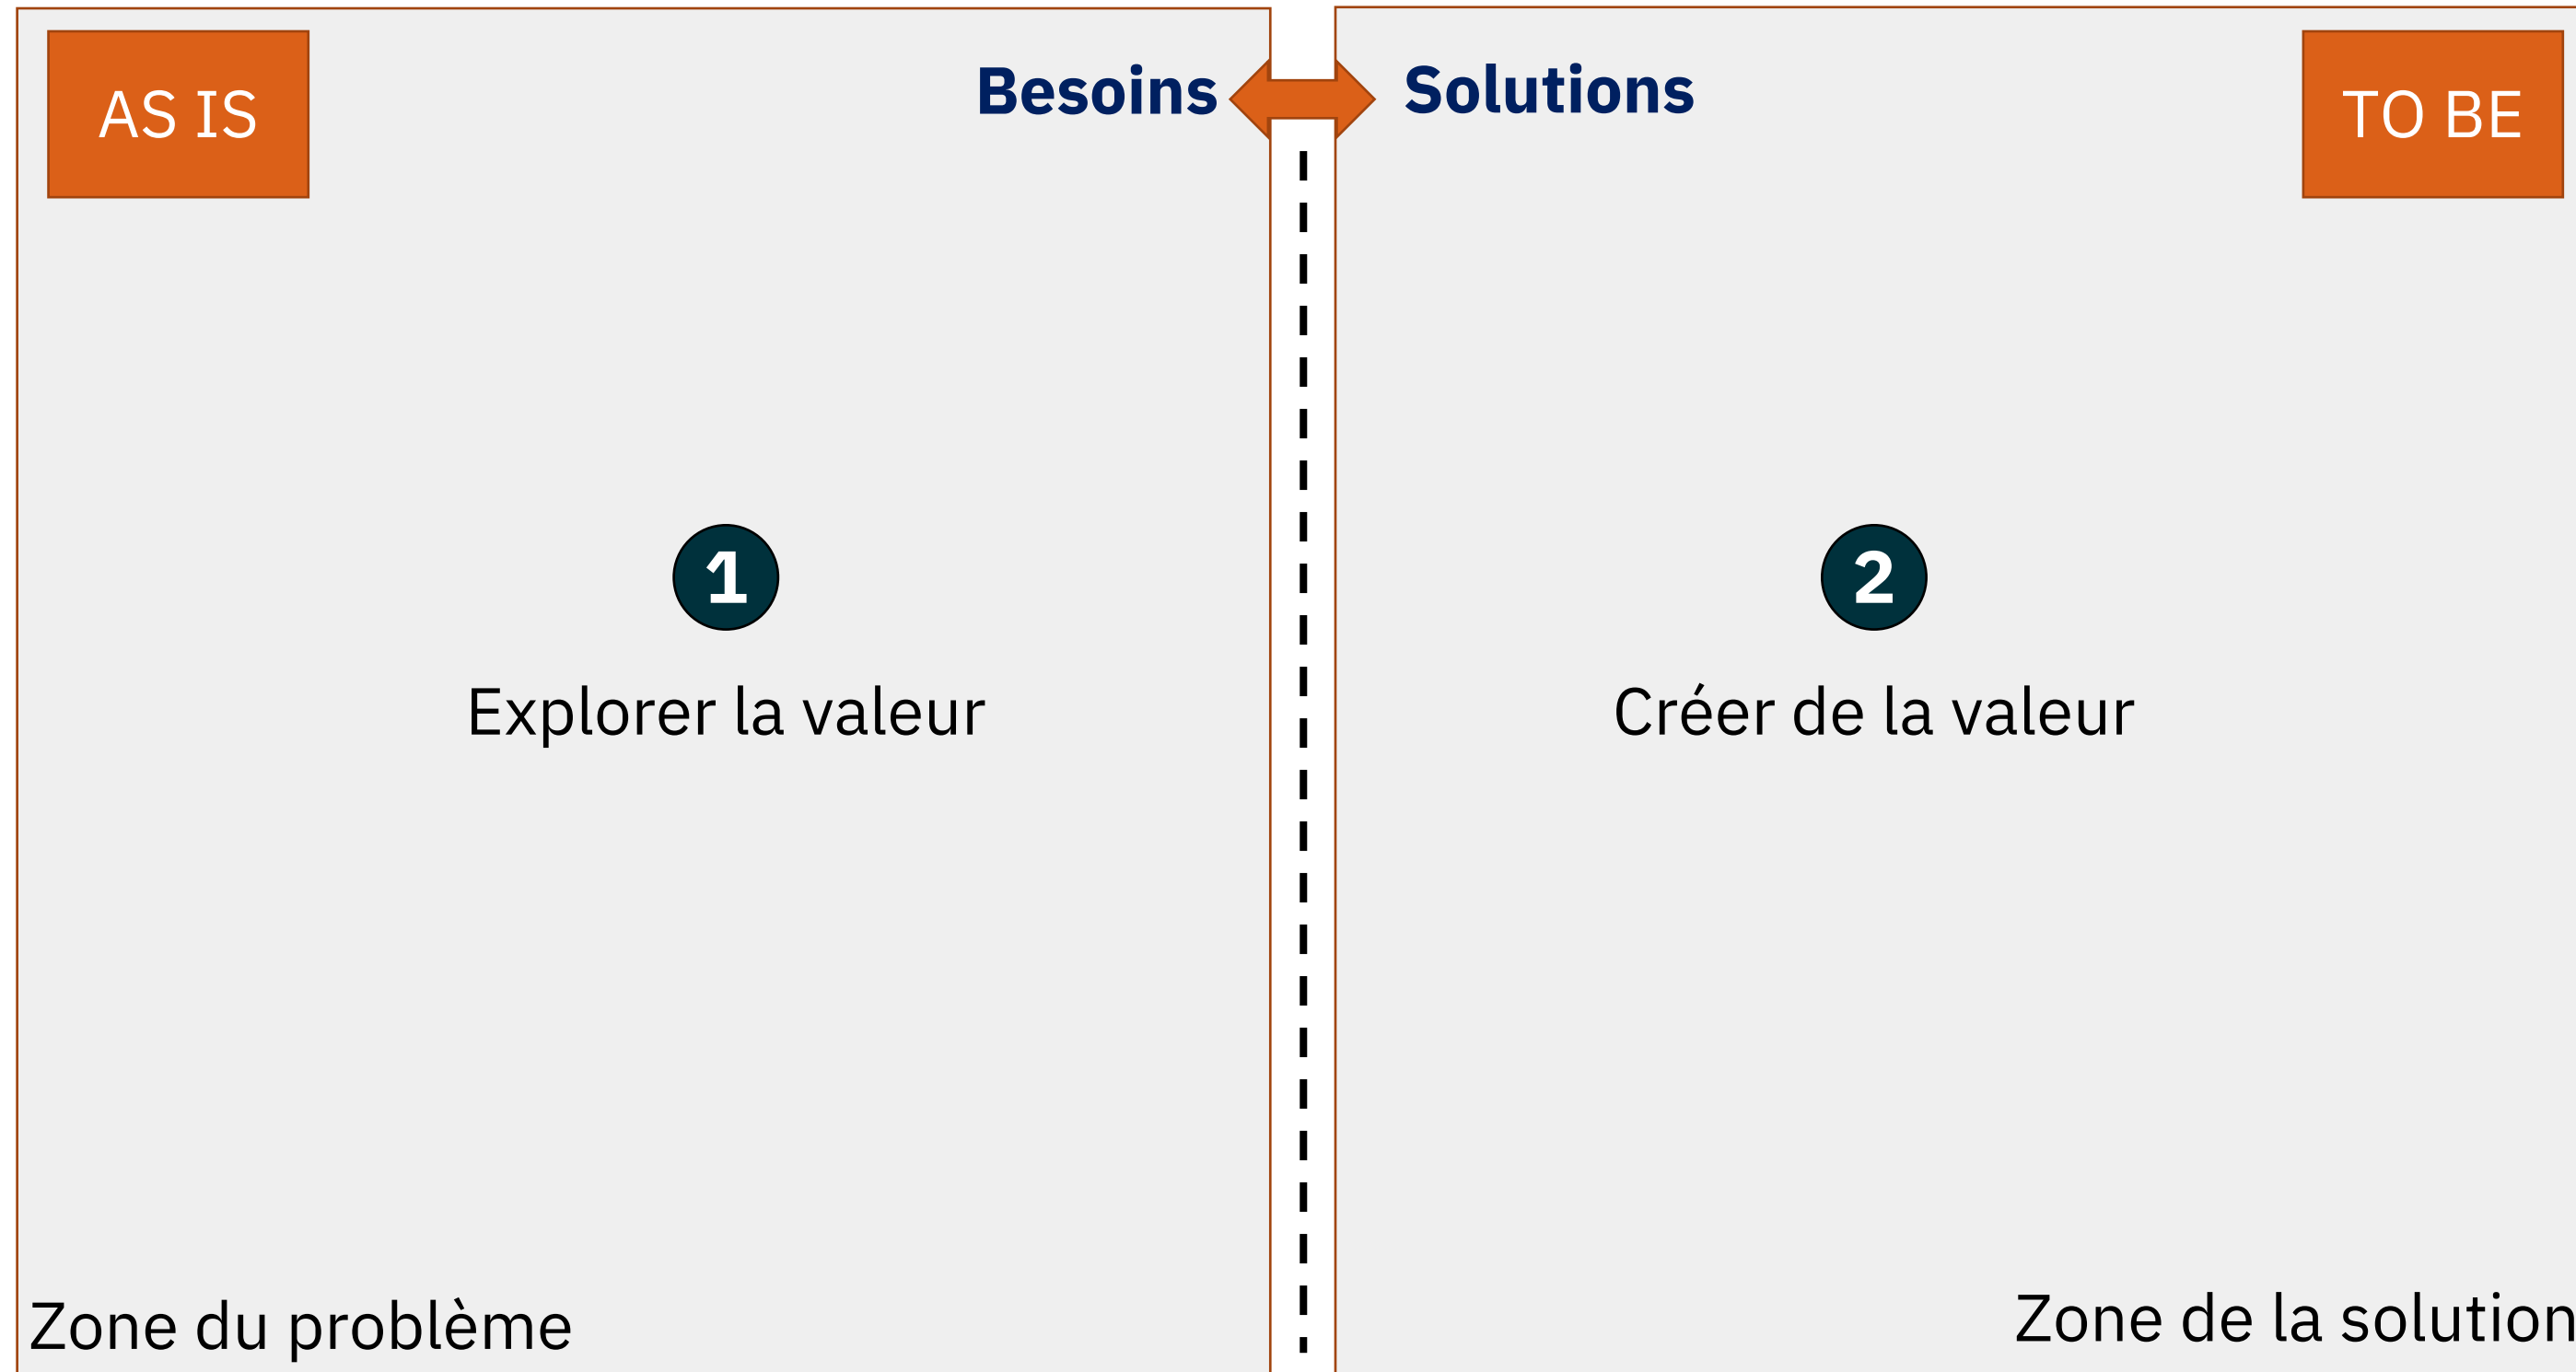 AS IS
Besoins
Solutions
TO BE
1
Explorer la valeur
2
Créer de la valeur
Zone du problème
Zone de la solution